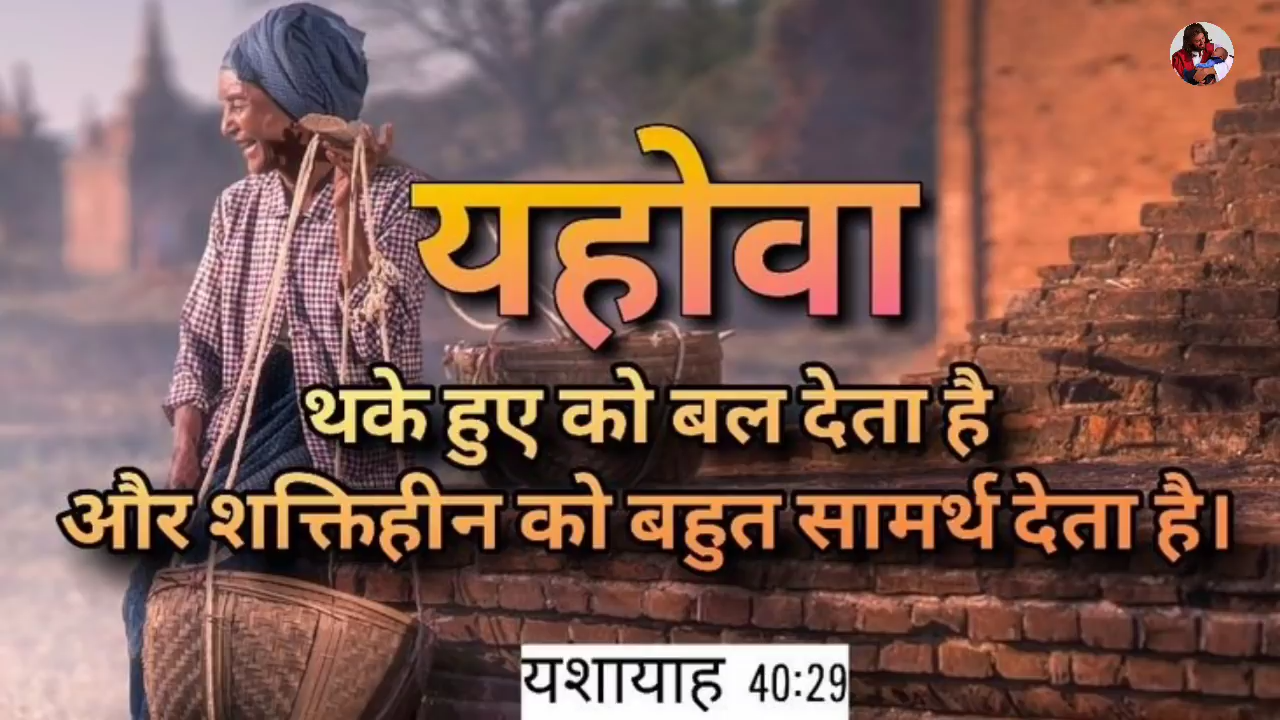 यहोवा
थके हुए को बल देता है
और शक्तिहीन को बहुत सामर्थ देता है।
यशायाह 40:29